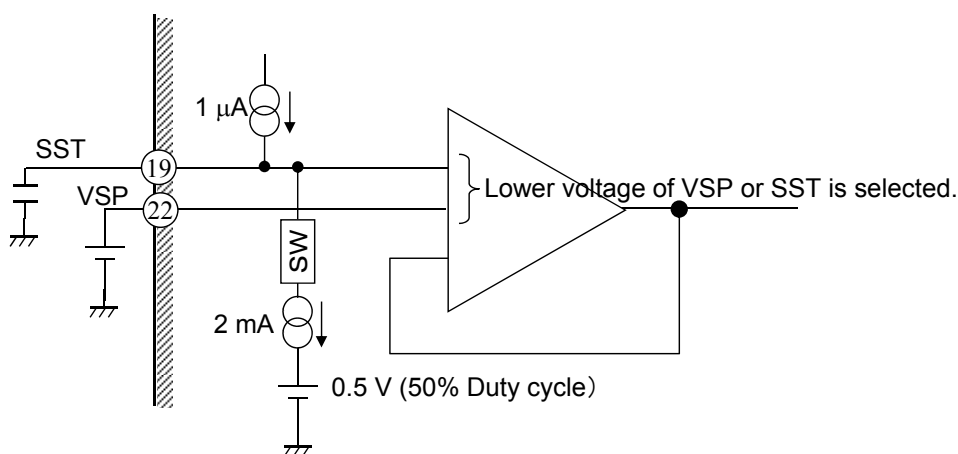 1 μA
SST
19
VSP
22
Lower voltage of VSP or SST is selected.
SW
2 mA
0.5 V (50% Duty cycle）